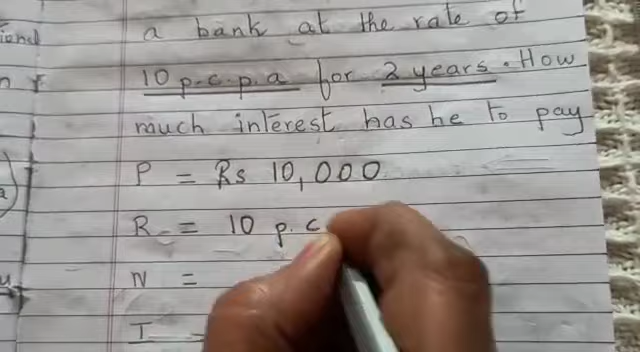 a bank at the rate of
10 p.c.p.a for 2 years. How
much interest has he to pay
P = Rs 10,000
R = 10 p.c.
N =
I